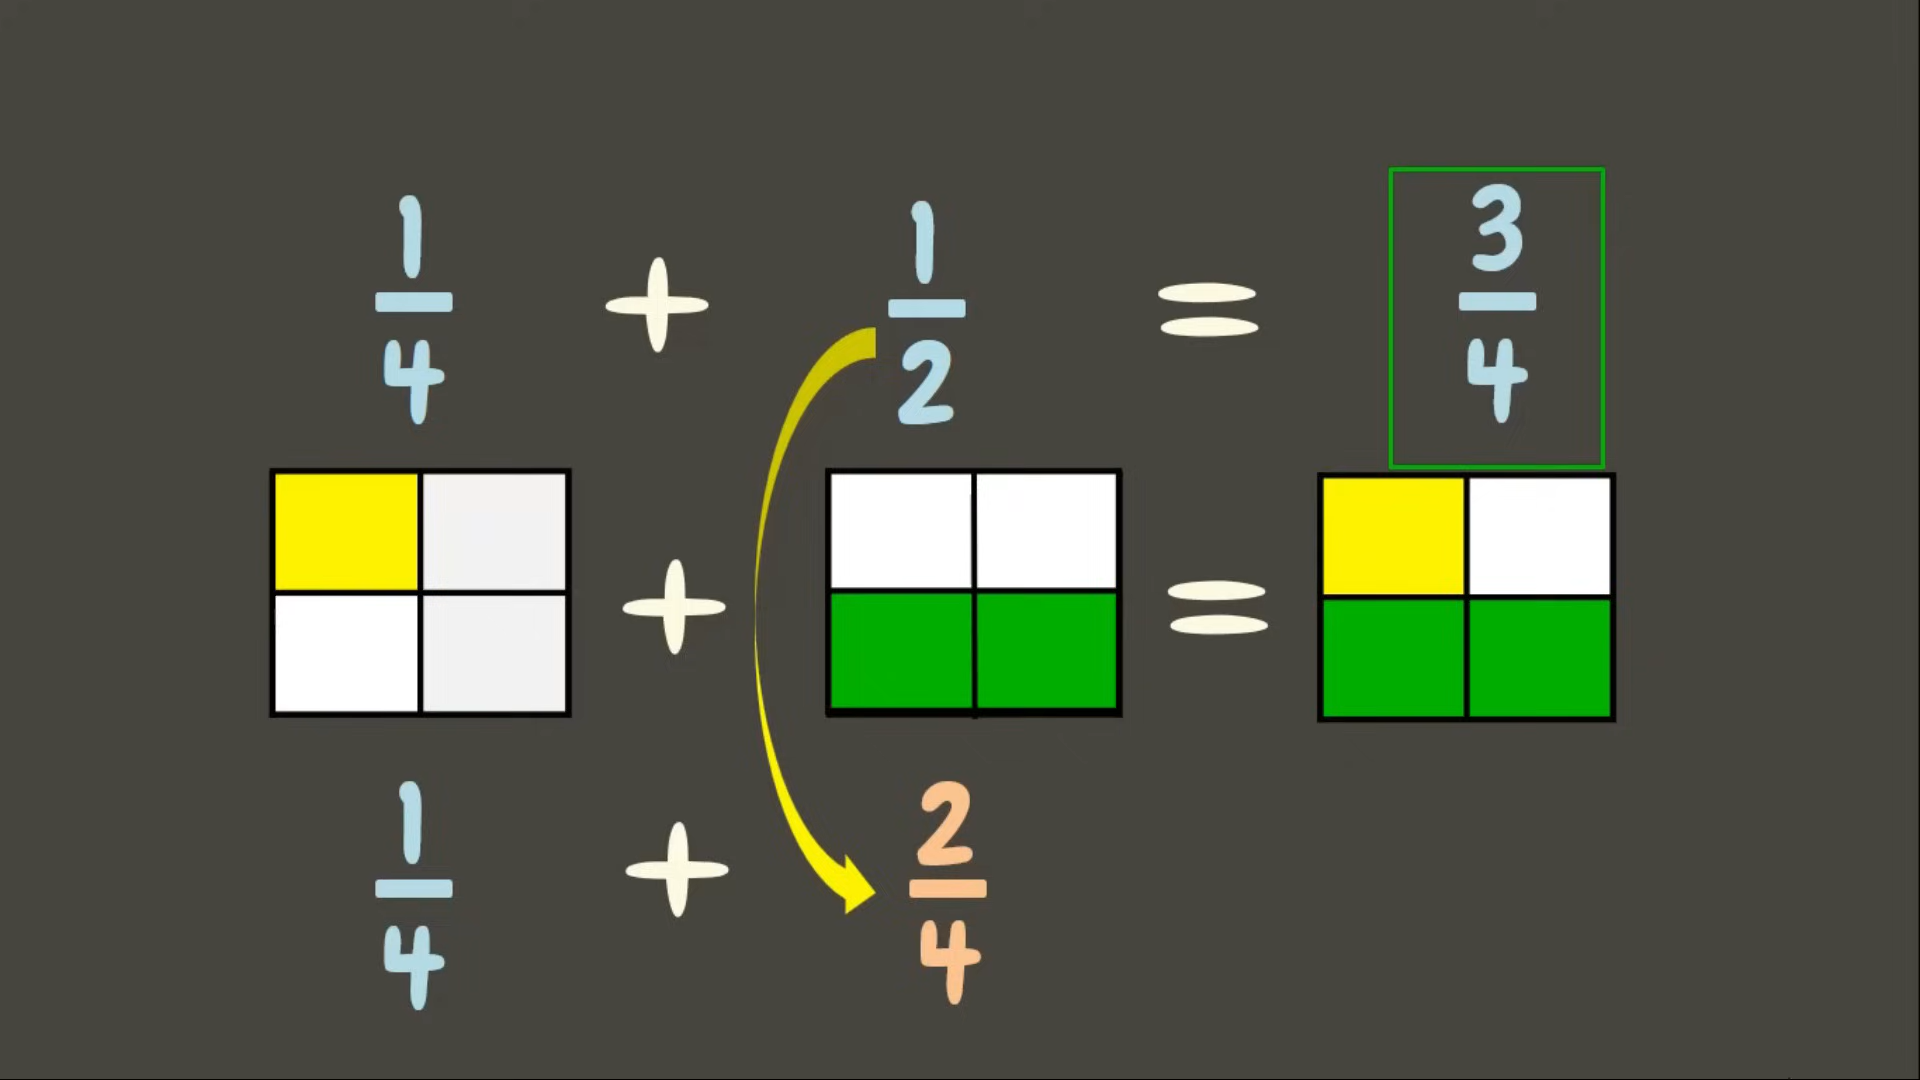 1/4 + 1/2 = 3/4
+ =
1/4 + 2/4